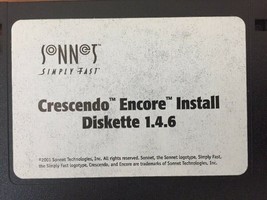 SONNET
SIMPLY FAST
Crescendo™ Encore™ Install
Diskette 1.4.6
©2001 Sonnet Technologies, Inc. All rights reserved. Sonnet, the Sonnet logotype, Simply Fast,
the Simply Fast logotype, Crescendo, and Encore are trademarks of Sonnet Technologies, Inc.